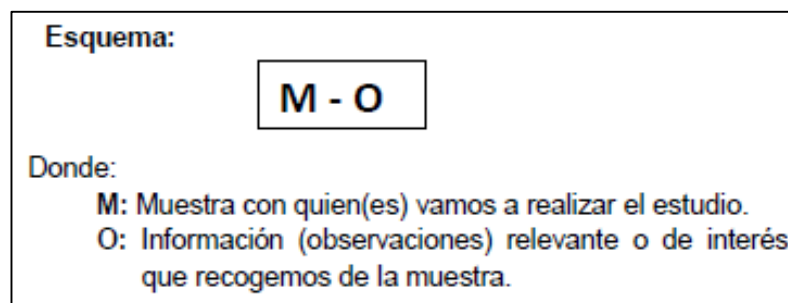 Esquema:
M - O
Donde:
M: Muestra con quien(es) vamos a realizar el estudio.
O: Información (observaciones) relevante o de interés
que recogemos de la muestra.